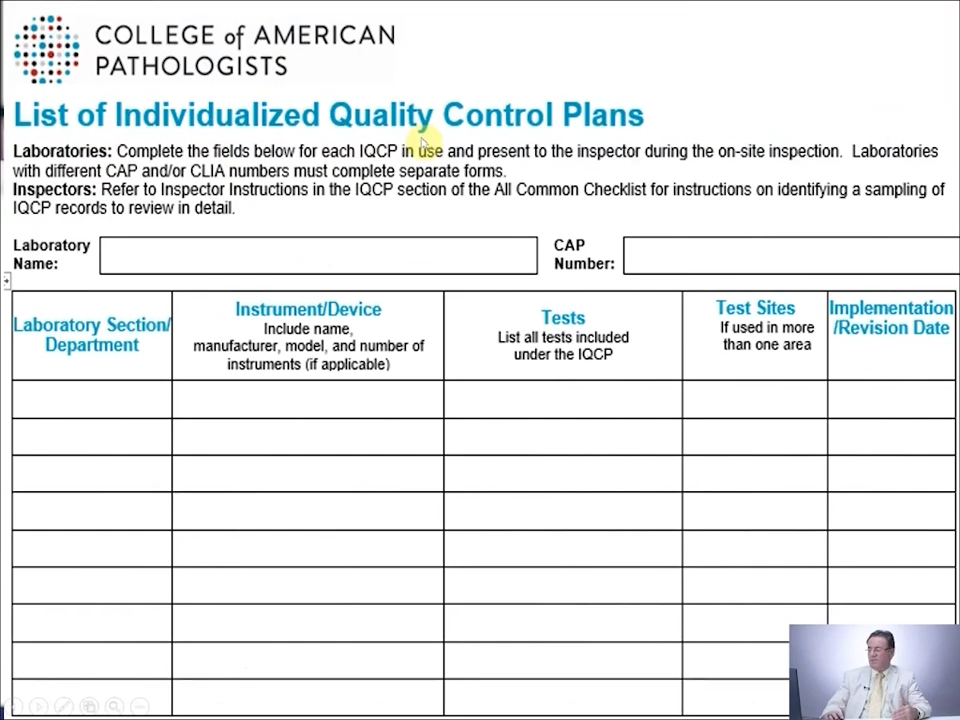 COLLEGE of AMERICAN
PATHOLOGISTS
List of Individualized Quality Control Plans
Laboratories: Complete the fields below for each IQCP in use and present to the inspector during the on-site inspection. Laboratories
with different CAP and/or CLIA numbers must complete separate forms.
Inspectors: Refer to Inspector Instructions in the IQCP section of the All Common Checklist for instructions on identifying a sampling of
IQCP records to review in detail.
Laboratory
Name:
CAP
Number:
Laboratory Section/
Department
Instrument/Device
Include name,
manufacturer, model, and number of
instruments (if applicable)
Tests
List all tests included
under the IQCP
Test Sites
If used in more
than one area
Implementation
/Revision Date